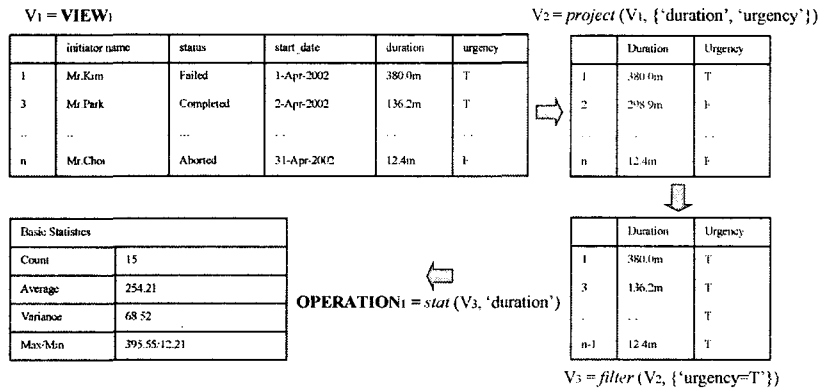 V1 = VIEW1
initiator name status start_date duration urgency
1 Mr.Kim Failed 1-Apr-2002 380.0m T
3 Mr.Park Completed 2-Apr-2002 136.2m T
.. .. ... . . . . . .
n Mr.Choi Aborted 31-Apr-2002 12.4m F
V2 = project (V1, {‘duration’, ‘urgency’})
Duration Urgency
1 380.0m T
2 298.9m F
. . . . . .
n 12.4m F
Duration Urgency
1 380.0m T
3 136.2m T
. . . T
n-1 12.4m T
V3 = filter (V2, {‘urgency=T’})
OPERATION1 = stat (V3, ‘duration’)
Basic Statistics
Count 15
Average 254.21
Variance 68.52
Max/Min 395.55/12.21